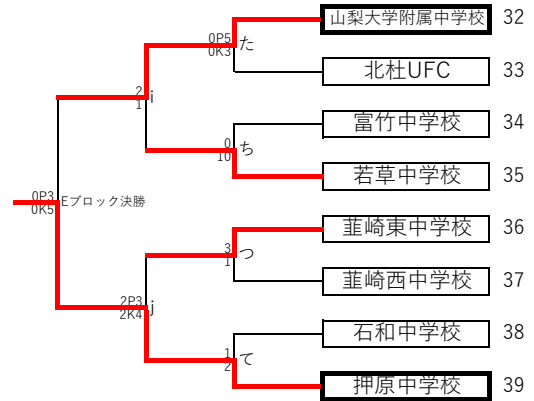 山梨大学附属中学校 32
0P5
0K3
た
北杜UFC 33
2
1
i
富竹中学校 34
0
10
ち
若草中学校 35
0P3
0K5
Eブロック決勝
韮崎東中学校 36
3
1
つ
韮崎西中学校 37
2P3
2K4
j
石和中学校 38
1
2
て
押原中学校 39